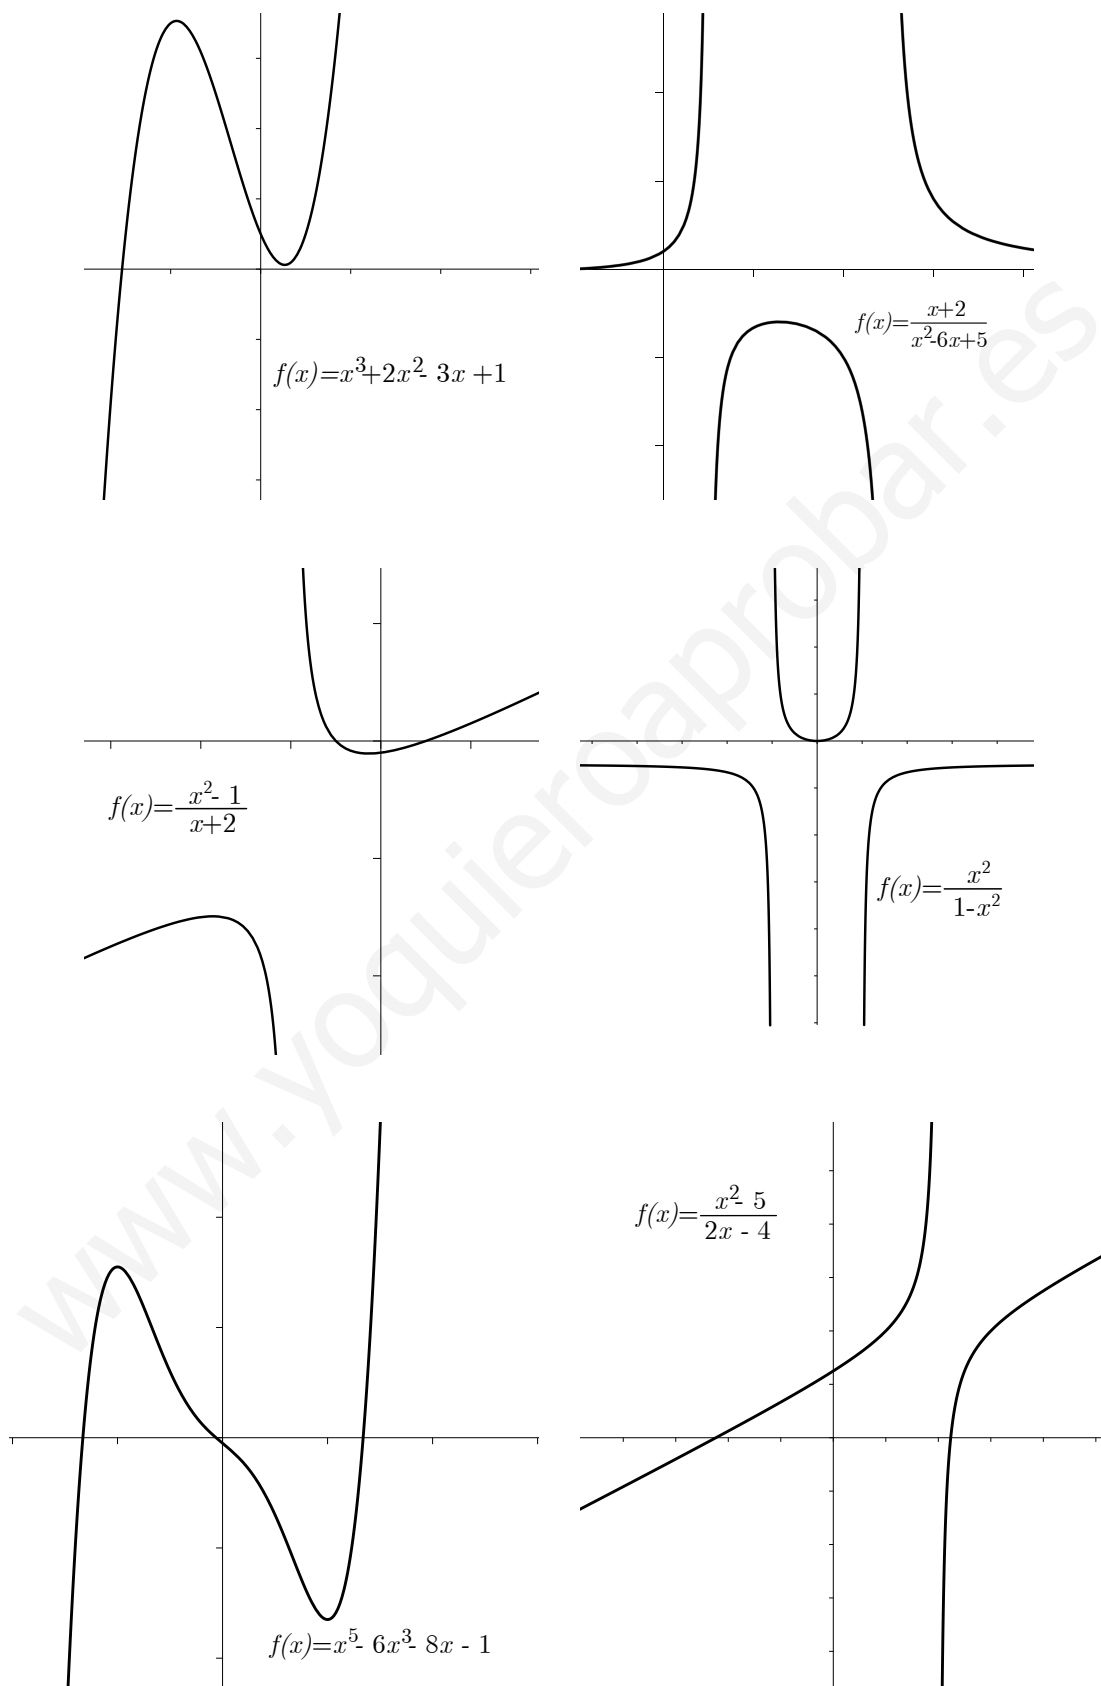 f(x)=x³+2x²- 3x +1
f(x)=(x+2)/(x²-6x+5)
f(x)=(x²- 1)/(x+2)
f(x)=x²/(1-x²)
f(x)=(x²- 5)/(2x - 4)
f(x)=x⁵- 6x³- 8x - 1
www.yoquieroaprobar.es